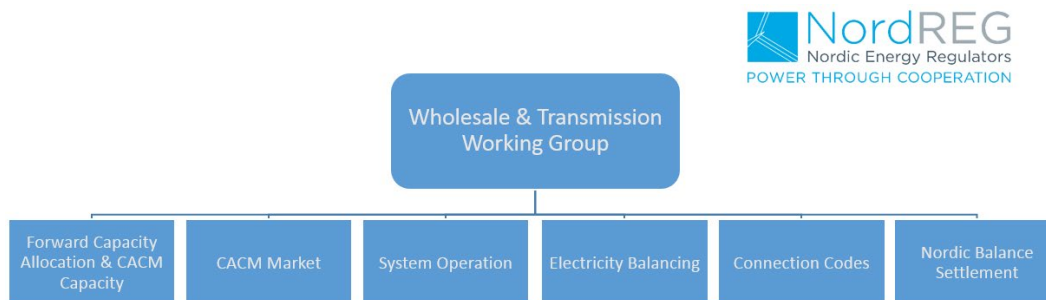 NordREG
Nordic Energy Regulators
POWER THROUGH COOPERATION
Wholesale & Transmission
Working Group
Forward Capacity
Allocation & CACM
Capacity
CACM Market
System Operation
Electricity Balancing
Connection Codes
Nordic Balance
Settlement